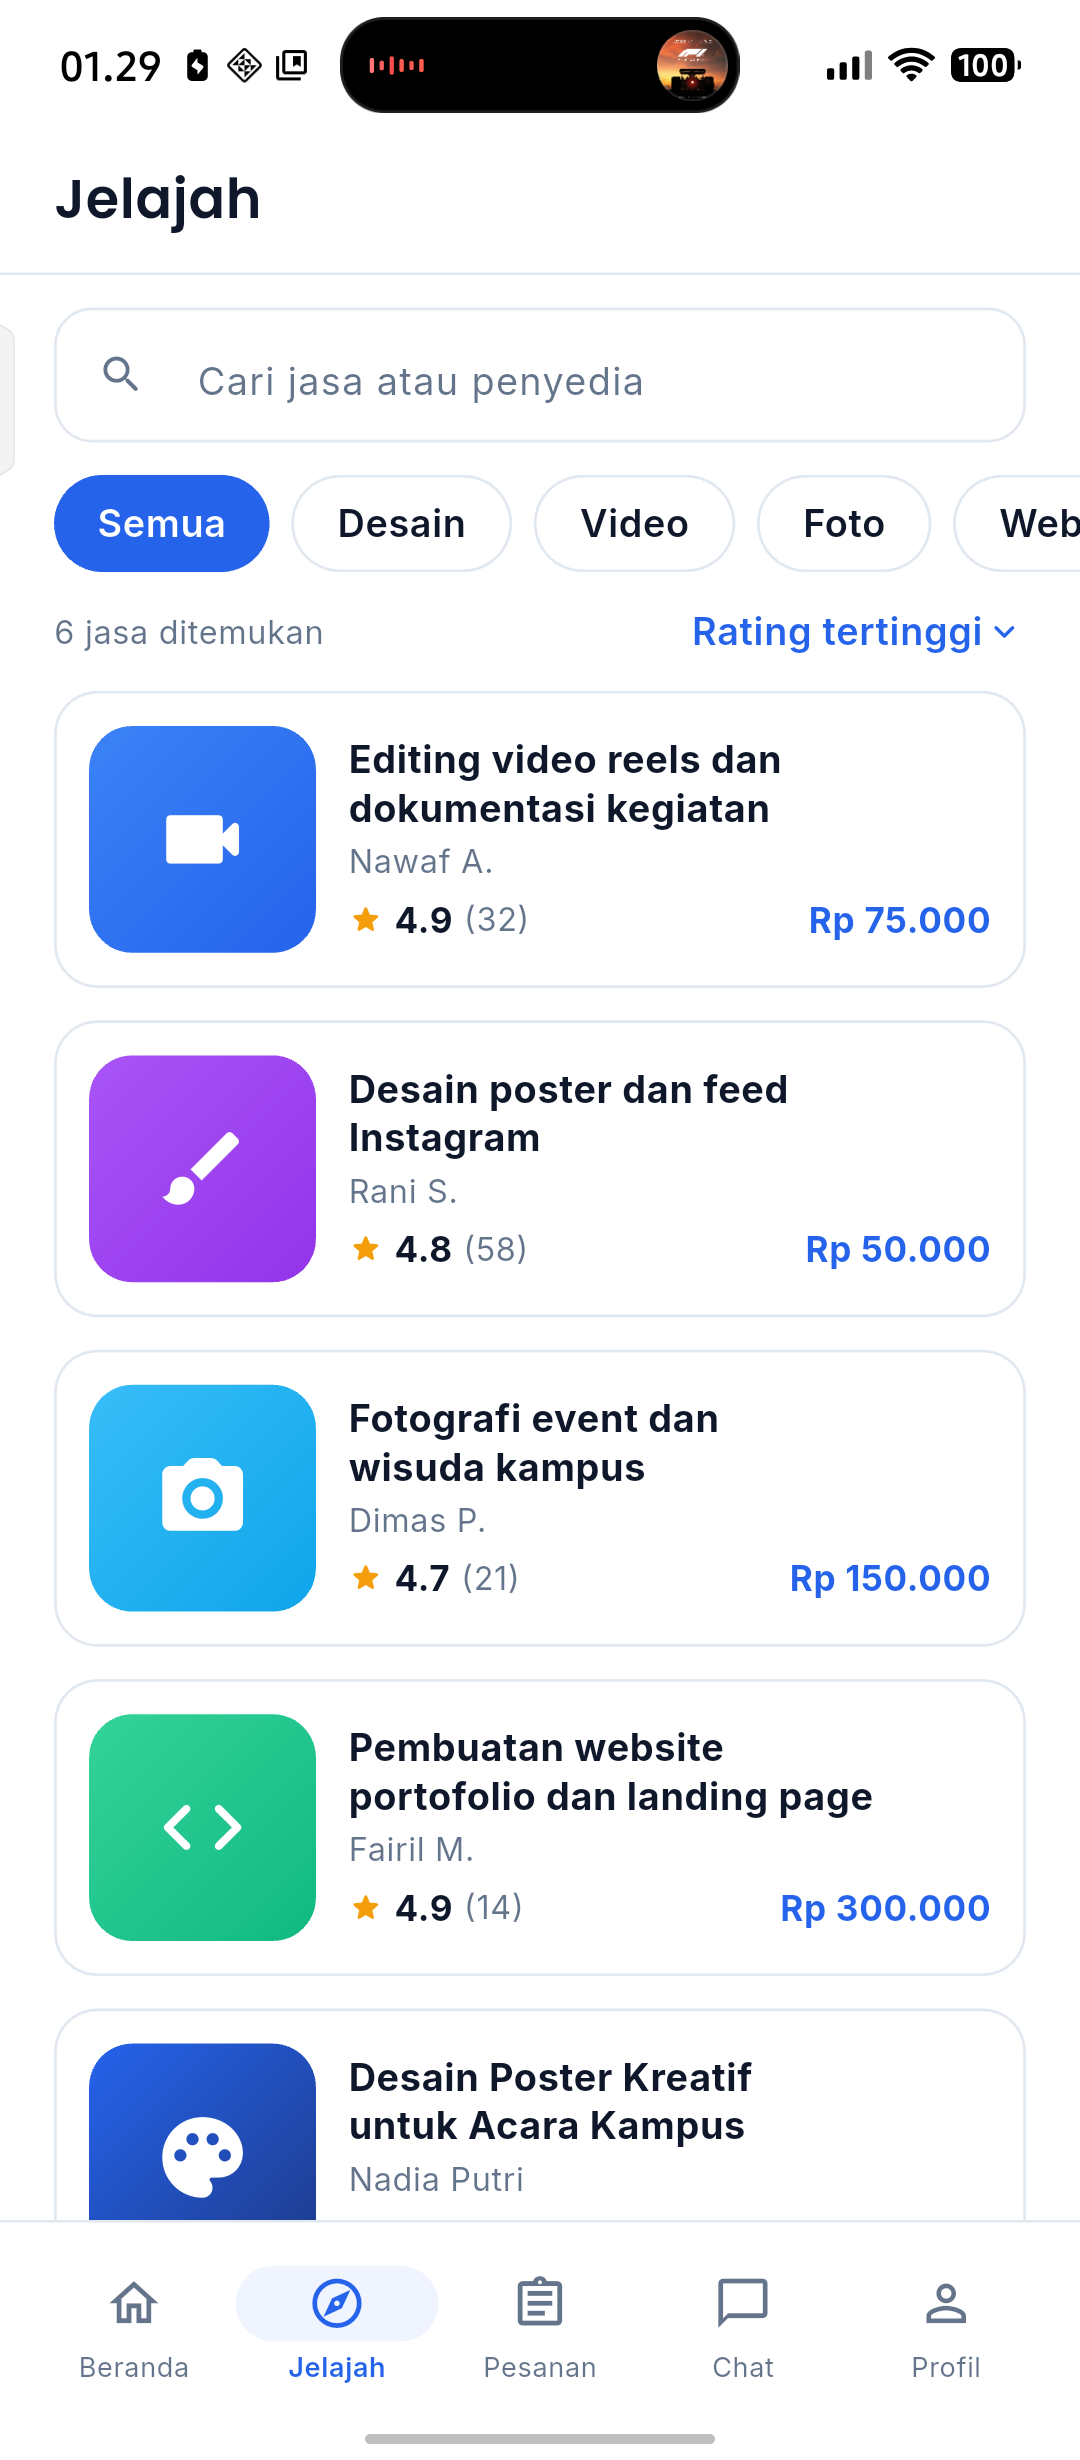 01.29
100
Jelajah
Cari jasa atau penyedia
Semua
Desain
Video
Foto
Web
6 jasa ditemukan
Rating tertinggi
Editing video reels dan
dokumentasi kegiatan
Nawaf A.
4.9 (32)
Rp 75.000
Desain poster dan feed
Instagram
Rani S.
4.8 (58)
Rp 50.000
Fotografi event dan
wisuda kampus
Dimas P.
4.7 (21)
Rp 150.000
Pembuatan website
portofolio dan landing page
Fairil M.
4.9 (14)
Rp 300.000
Desain Poster Kreatif
untuk Acara Kampus
Nadia Putri
Beranda
Jelajah
Pesanan
Chat
Profil